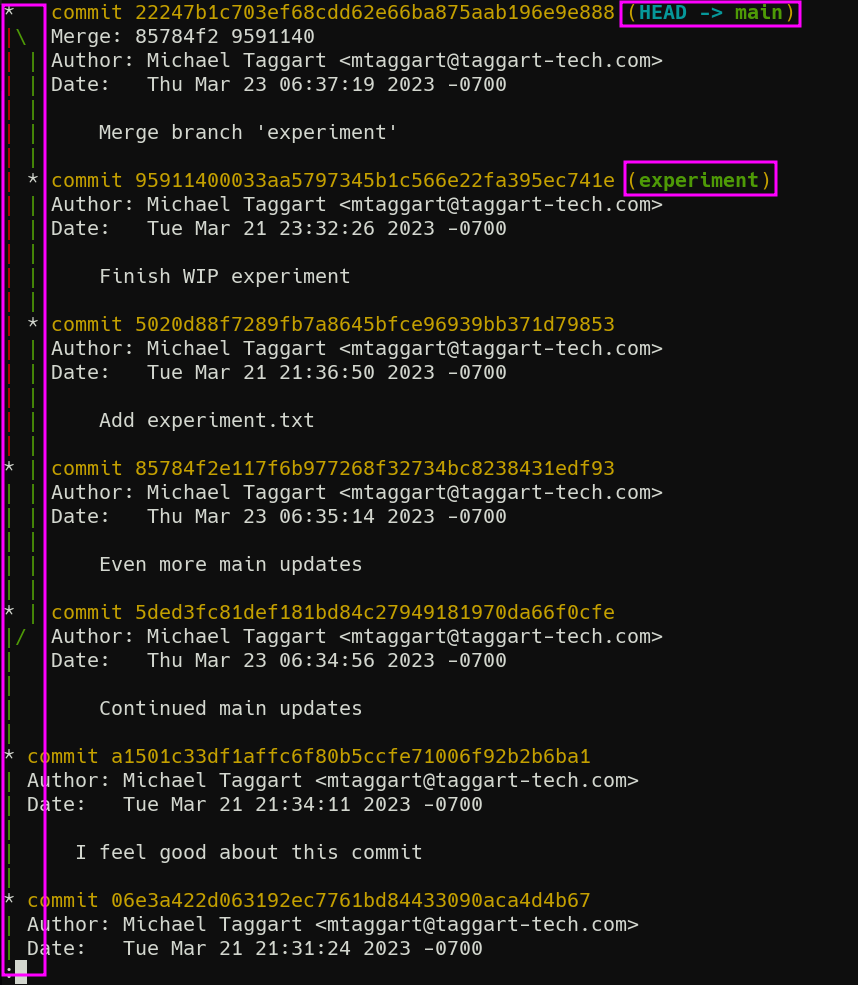 * commit 22247b1c703ef68cdd62e66ba875aab196e9e888 (HEAD -> main)
|\ Merge: 85784f2 9591140
| | Author: Michael Taggart <mtaggart@taggart-tech.com>
| | Date:   Thu Mar 23 06:37:19 2023 -0700
| |
| |     Merge branch 'experiment'
| |
| * commit 95911400033aa5797345b1c566e22fa395ec741e (experiment)
| | Author: Michael Taggart <mtaggart@taggart-tech.com>
| | Date:   Tue Mar 21 23:32:26 2023 -0700
| |
| |     Finish WIP experiment
| |
| * commit 5020d88f7289fb7a8645bfce96939bb371d79853
| | Author: Michael Taggart <mtaggart@taggart-tech.com>
| | Date:   Tue Mar 21 21:36:50 2023 -0700
| |
| |     Add experiment.txt
| |
* | commit 85784f2e117f6b977268f32734bc8238431edf93
| | Author: Michael Taggart <mtaggart@taggart-tech.com>
| | Date:   Thu Mar 23 06:35:14 2023 -0700
| |
| |     Even more main updates
| |
* | commit 5ded3fc81def181bd84c27949181970da66f0cfe
|/ Author: Michael Taggart <mtaggart@taggart-tech.com>
|   Date:   Thu Mar 23 06:34:56 2023 -0700
|
|       Continued main updates
|
* commit a1501c33df1affc6f80b5ccfe71006f92b2b6ba1
| Author: Michael Taggart <mtaggart@taggart-tech.com>
| Date:   Tue Mar 21 21:34:11 2023 -0700
|
|     I feel good about this commit
|
* commit 06e3a422d063192ec7761bd84433090aca4d4b67
| Author: Michael Taggart <mtaggart@taggart-tech.com>
| Date:   Tue Mar 21 21:31:24 2023 -0700
: